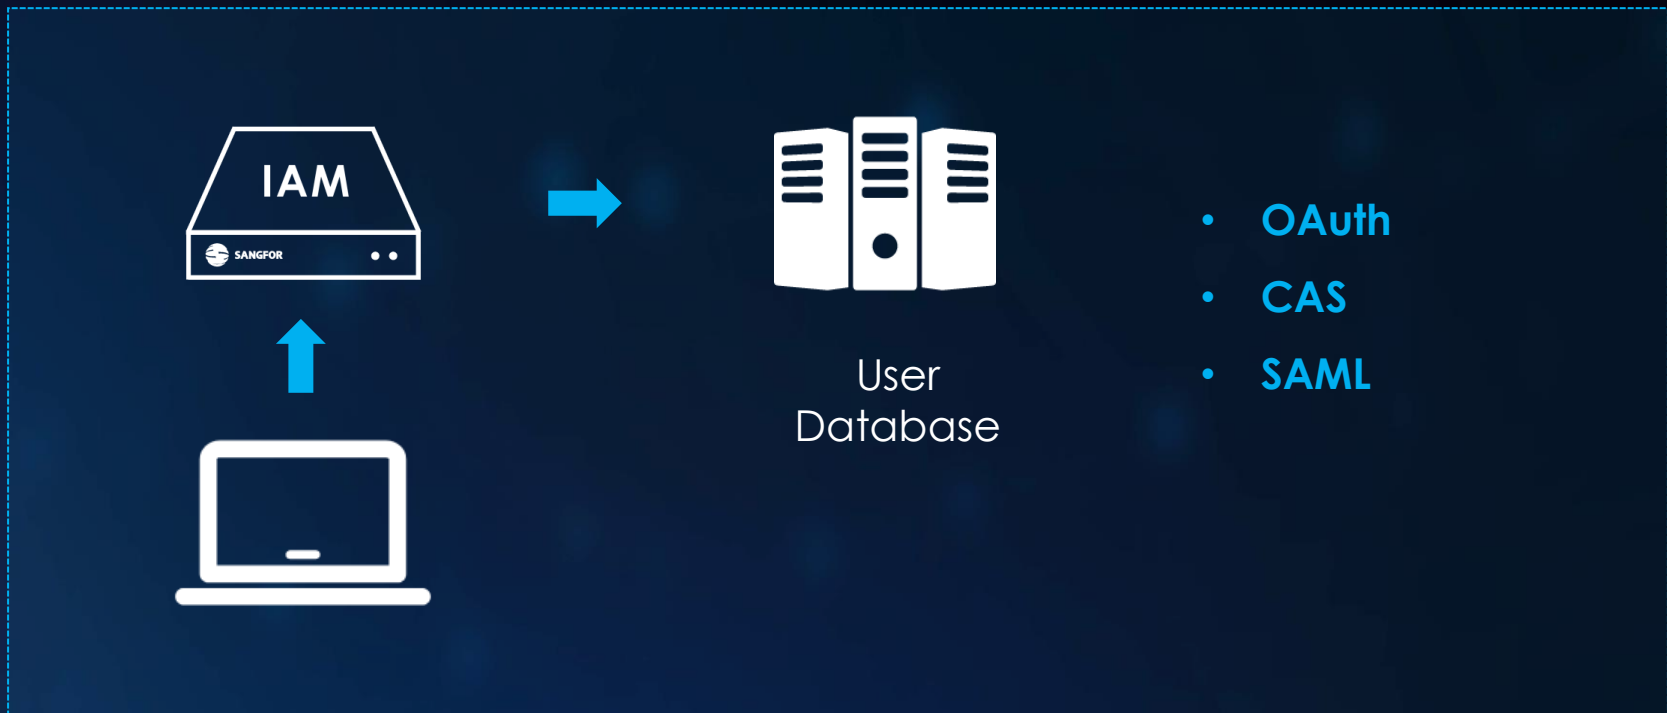 IAM
SANGFOR
User
Database
• OAuth
• CAS
• SAML